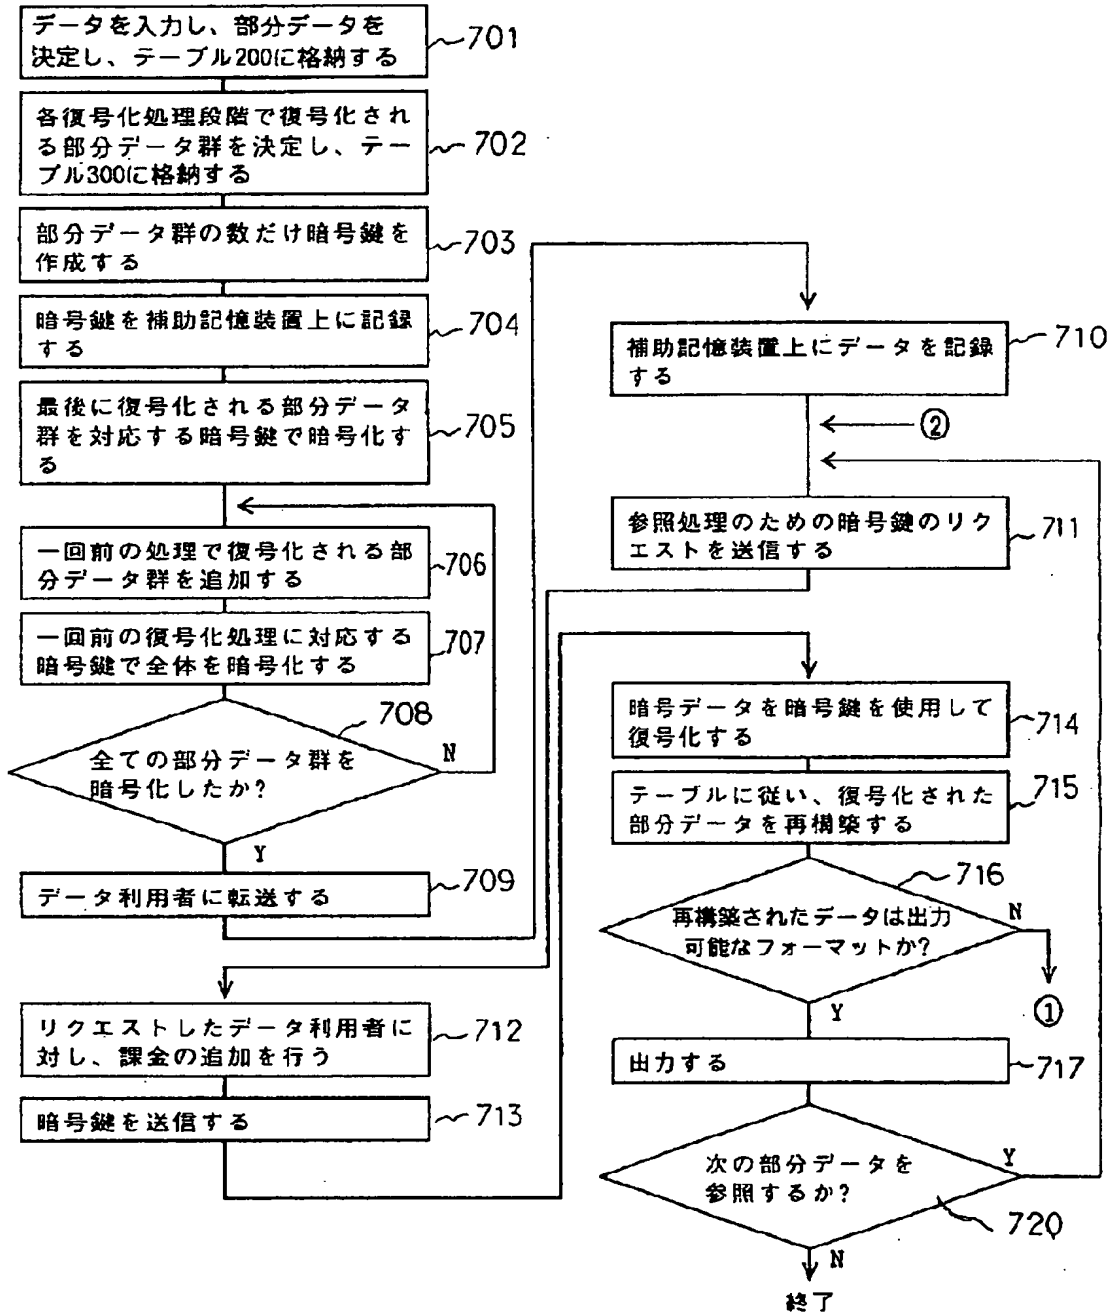 データを入力し、部分データを
決定し、テーブル200に格納する
701
各復号化処理段階で復号化され
る部分データ群を決定し、テー
ブル300に格納する
702
部分データ群の数だけ暗号鍵を
作成する
703
暗号鍵を補助記憶装置上に記録
する
704
最後に復号化される部分データ
群を対応する暗号鍵で暗号化す
る
705
一回前の処理で復号化される部
分データ群を追加する
706
一回前の復号化処理に対応する
暗号鍵で全体を暗号化する
707
708
全ての部分データ群を
暗号化したか?
N
Y
データ利用者に転送する
709
補助記憶装置上にデータを記録
する
710
②
参照処理のための暗号鍵のリク
エストを送信する
711
リクエストしたデータ利用者に
対し、課金の追加を行う
712
暗号鍵を送信する
713
暗号データを暗号鍵を使用して
復号化する
714
テーブルに従い、復号化された
部分データを再構築する
715
716
再構築されたデータは出力
可能なフォーマットか?
N
①
Y
出力する
717
次の部分データを
参照するか?
Y
720
N
終了